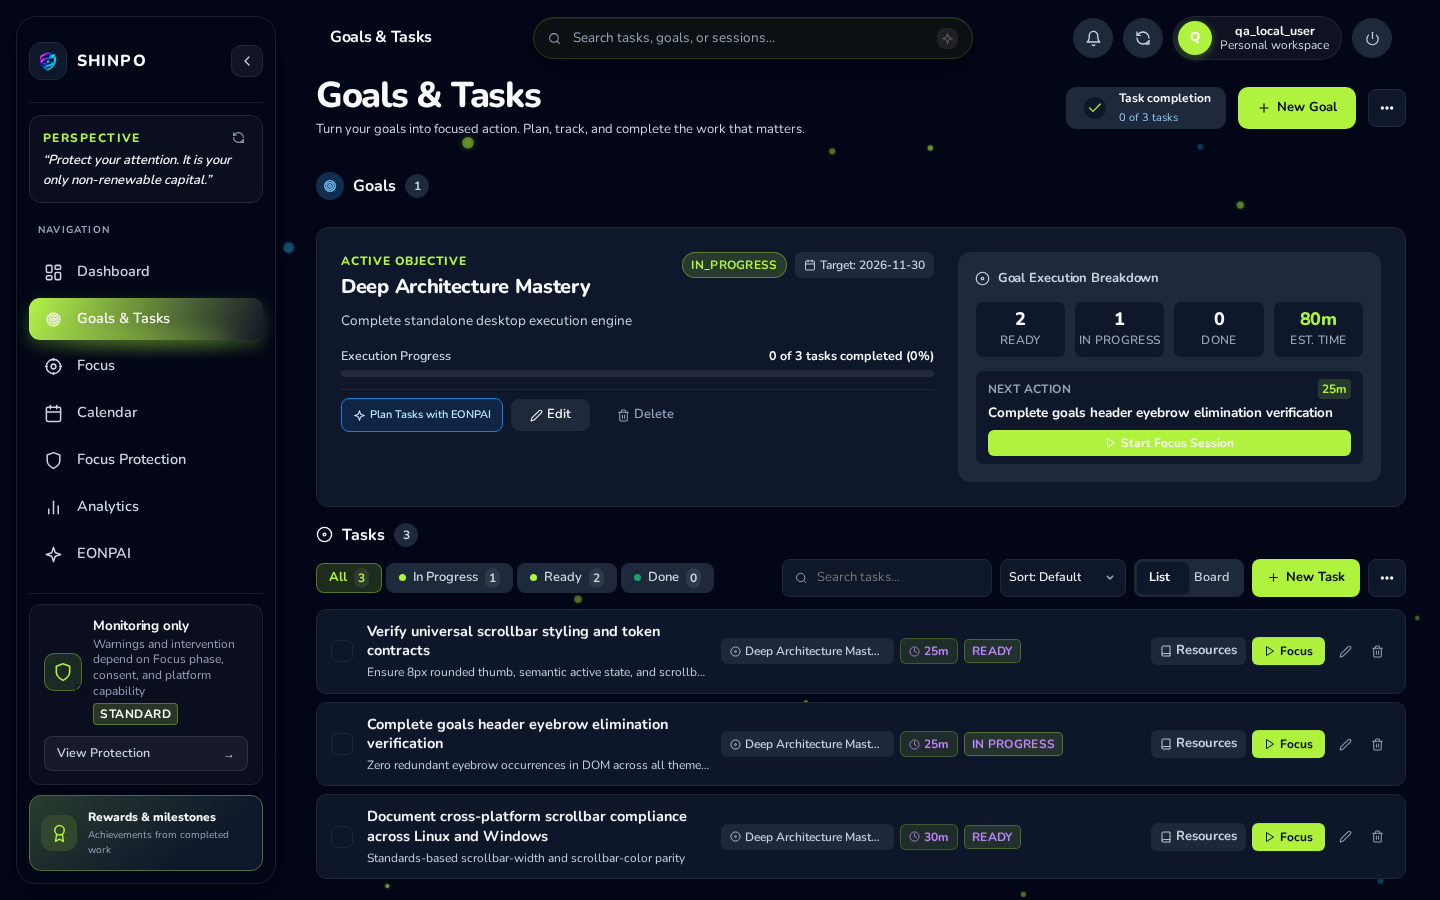 SHINPO
PERSPECTIVE
“Protect your attention. It is your
only non-renewable capital.”
NAVIGATION
Dashboard
Goals & Tasks
Focus
Calendar
Focus Protection
Analytics
EONPAI
Monitoring only
Warnings and intervention
depend on Focus phase,
consent, and platform
capability
STANDARD
View Protection →
Rewards & milestones
Achievements from completed
work
Goals & Tasks
Search tasks, goals, or sessions...
Q
qa_local_user
Personal workspace
Goals & Tasks
Turn your goals into focused action. Plan, track, and complete the work that matters.
Task completion
0 of 3 tasks
New Goal
Goals 1
ACTIVE OBJECTIVE
IN_PROGRESS
Target: 2026-11-30
Deep Architecture Mastery
Complete standalone desktop execution engine
Execution Progress
0 of 3 tasks completed (0%)
Plan Tasks with EONPAI
Edit
Delete
Goal Execution Breakdown
2
READY
1
IN PROGRESS
0
DONE
80m
EST. TIME
NEXT ACTION
25m
Complete goals header eyebrow elimination verification
Start Focus Session
Tasks 3
All 3
In Progress 1
Ready 2
Done 0
Search tasks...
Sort: Default
List
Board
New Task
Verify universal scrollbar styling and token
contracts
Ensure 8px rounded thumb, semantic active state, and scrollb...
Deep Architecture Mast...
25m
READY
Resources
Focus
Complete goals header eyebrow elimination
verification
Zero redundant eyebrow occurrences in DOM across all theme...
Deep Architecture Mast...
25m
IN PROGRESS
Resources
Focus
Document cross-platform scrollbar compliance
across Linux and Windows
Standards-based scrollbar-width and scrollbar-color parity
Deep Architecture Mast...
30m
READY
Resources
Focus